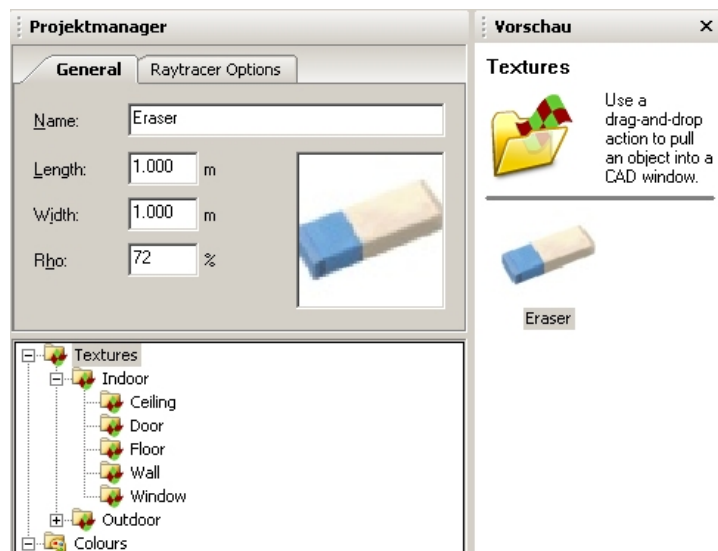 Projektmanager
General
Raytracer Options
Name:
Eraser
Length:
1.000
m
Width:
1.000
m
Rho:
72
%
Textures
Indoor
Ceiling
Door
Floor
Wall
Window
Outdoor
Colours
Vorschau
Textures
Use a
drag-and-drop
action to pull
an object into a
CAD window.
Eraser